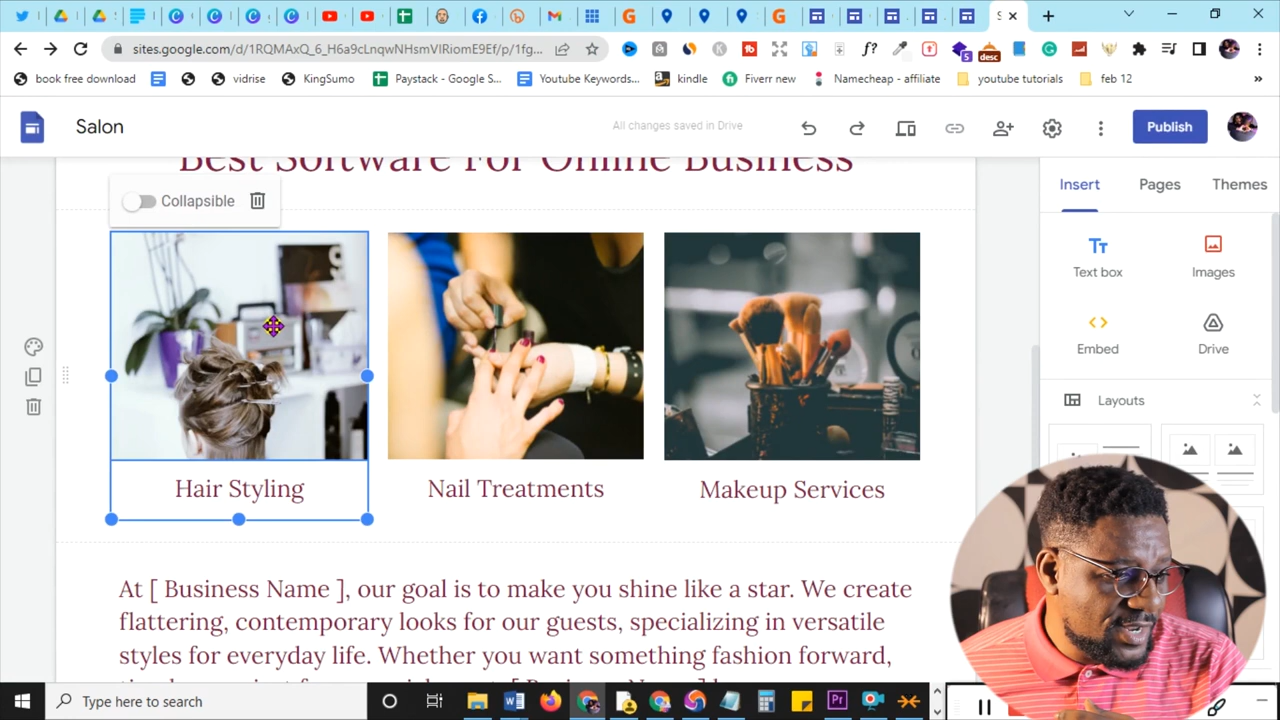 sites.google.com/d/1RQMAxQ_6_H6a9cLnqwNHsmVlRiomE9Ef/p/1fg...
book free download
vidrise
KingSumo
Paystack - Google S...
Youtube Keywords...
kindle
Fiverr new
Namecheap - affiliate
youtube tutorials
feb 12
»
Salon
All changes saved in Drive
Publish
Best Software For Online Business
Insert
Pages
Themes
Collapsible
Tt
Text box
Images
Embed
Drive
Layouts
Hair Styling
Nail Treatments
Makeup Services
At [ Business Name ], our goal is to make you shine like a star. We create
flattering, contemporary looks for our guests, specializing in versatile
styles for everyday life. Whether you want something fashion forward,
Type here to search